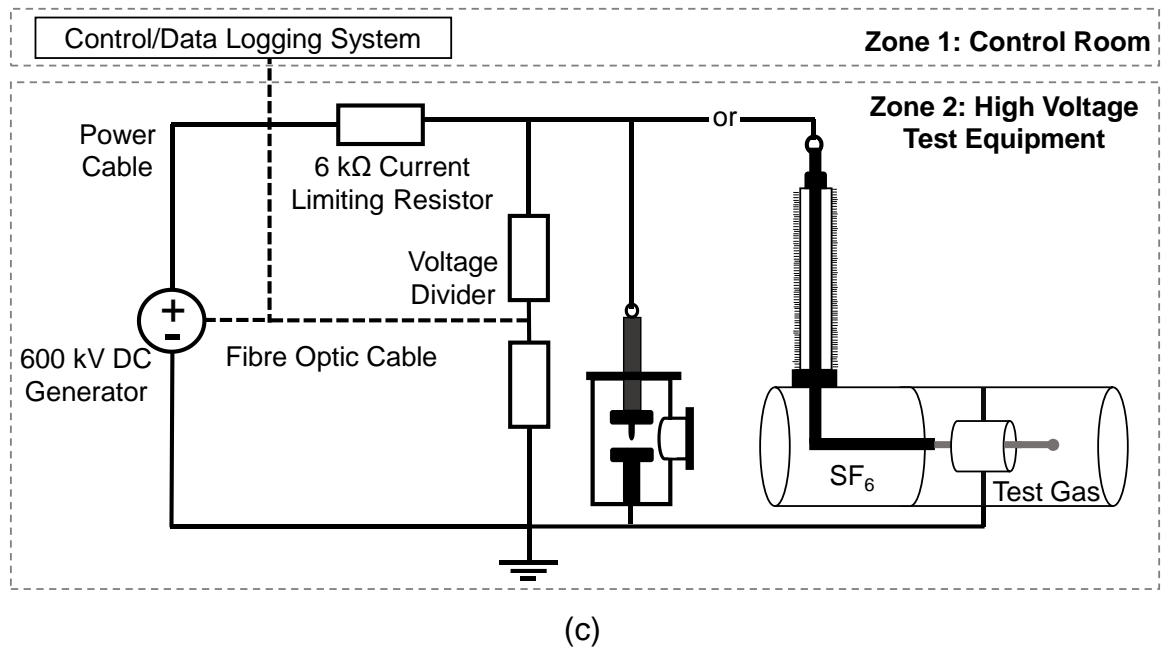 Control/Data Logging System
Zone 1: Control Room
Zone 2: High Voltage
Test Equipment
Power
Cable
6 kΩ Current
Limiting Resistor
or
Voltage
Divider
+
-
600 kV DC
Generator
Fibre Optic Cable
SF₆
Test Gas
(c)